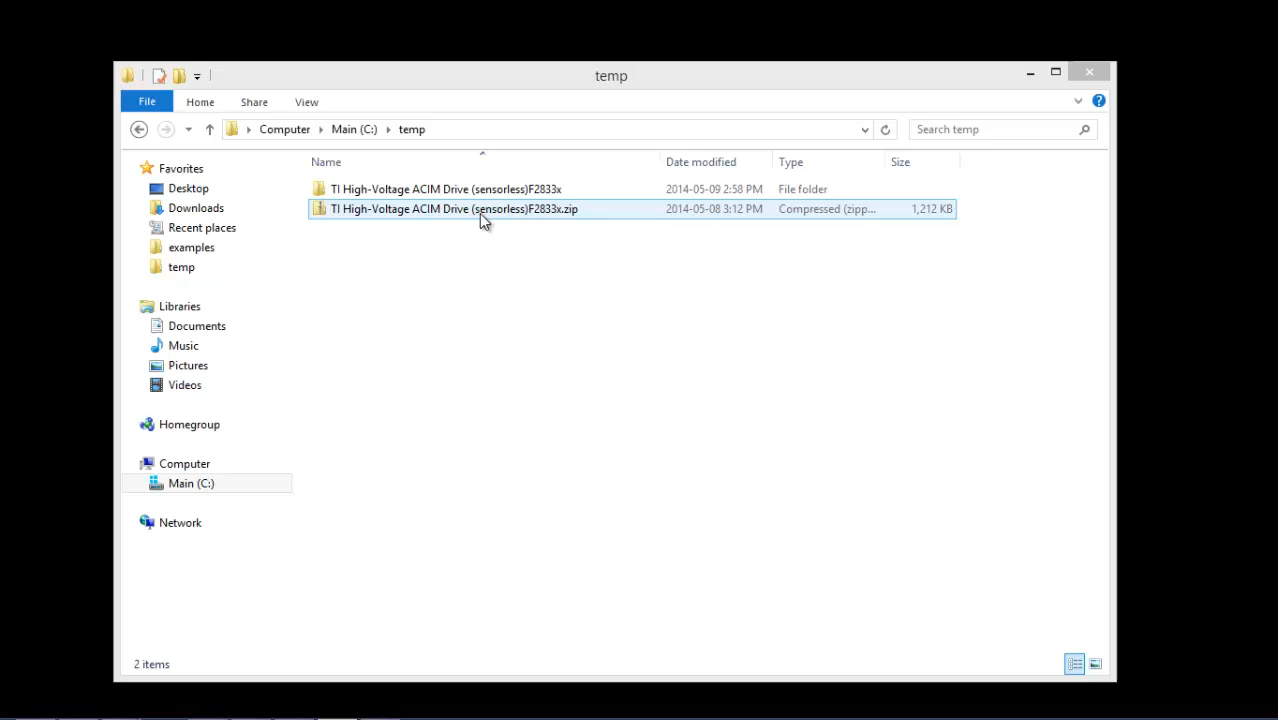 temp
File Home Share View
Computer Main (C:) temp Search temp
Name Date modified Type Size
TI High-Voltage ACIM Drive (sensorless)F2833x 2014-05-09 2:58 PM File folder
TI High-Voltage ACIM Drive (sensorless)F2833x.zip 2014-05-08 3:12 PM Compressed (zipp... 1,212 KB
Favorites
Desktop
Downloads
Recent places
examples
temp
Libraries
Documents
Music
Pictures
Videos
Homegroup
Computer
Main (C:)
Network
2 items